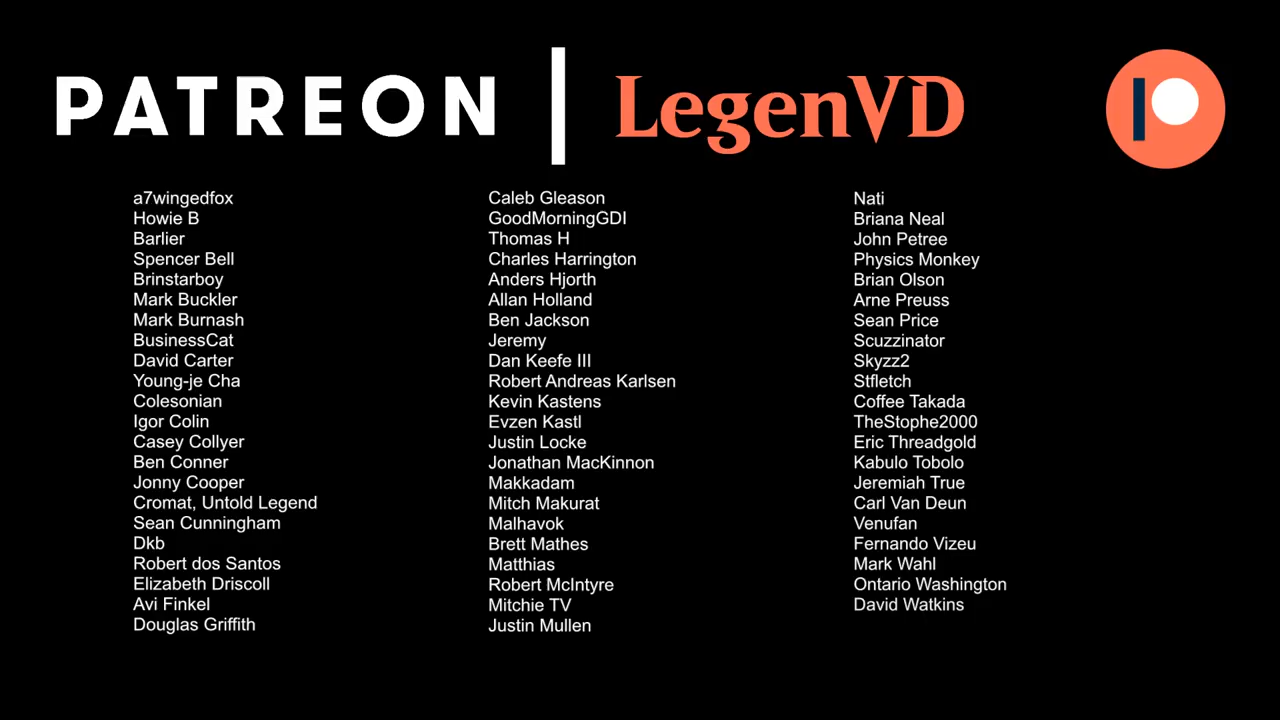 PATREON | LegenVD
a7wingedfox
Howie B
Barlier
Spencer Bell
Brinstarboy
Mark Buckler
Mark Burnash
BusinessCat
David Carter
Young-je Cha
Colesonian
Igor Colin
Casey Collyer
Ben Conner
Jonny Cooper
Cromat, Untold Legend
Sean Cunningham
Dkb
Robert dos Santos
Elizabeth Driscoll
Avi Finkel
Douglas Griffith
Caleb Gleason
GoodMorningGDI
Thomas H
Charles Harrington
Anders Hjorth
Allan Holland
Ben Jackson
Jeremy
Dan Keefe III
Robert Andreas Karlsen
Kevin Kastens
Evzen Kastl
Justin Locke
Jonathan MacKinnon
Makkadam
Mitch Makurat
Malhavok
Brett Mathes
Matthias
Robert McIntyre
Mitchie TV
Justin Mullen
Nati
Briana Neal
John Petree
Physics Monkey
Brian Olson
Arne Preuss
Sean Price
Scuzzinator
Skyzz2
Stfletch
Coffee Takada
TheStophe2000
Eric Threadgold
Kabulo Tobolo
Jeremiah True
Carl Van Deun
Venufan
Fernando Vizeu
Mark Wahl
Ontario Washington
David Watkins